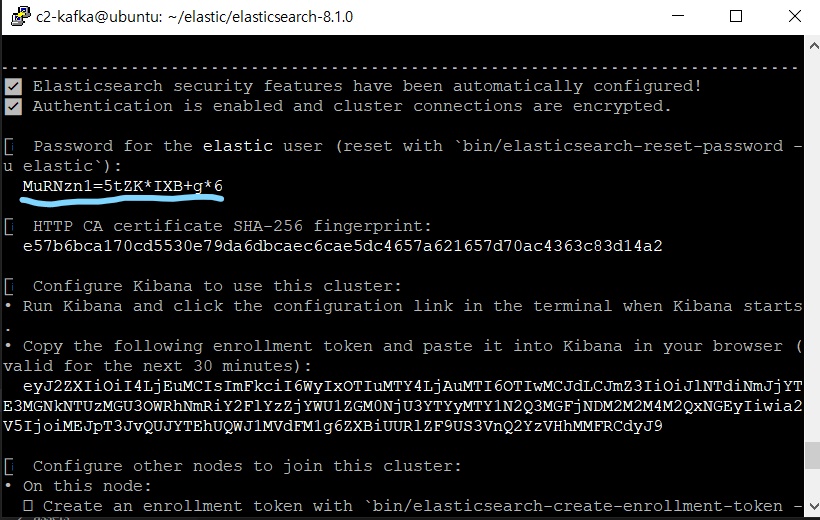 c2-kafka@ubuntu: ~/elastic/elasticsearch-8.1.0
--------------------------------------------------------------------------------
✅ Elasticsearch security features have been automatically configured!
✅ Authentication is enabled and cluster connections are encrypted.
Password for the elastic user (reset with `bin/elasticsearch-reset-password -
u elastic`):
MuRNzn1=5tZK*IXB+g*6
HTTP CA certificate SHA-256 fingerprint:
e57b6bca170cd5530e79da6dbcaec6cae5dc4657a621657d70ac4363c83d14a2
Configure Kibana to use this cluster:
• Run Kibana and click the configuration link in the terminal when Kibana starts
.
• Copy the following enrollment token and paste it into Kibana in your browser (
valid for the next 30 minutes):
eyJ2ZXIiOiI4LjEuMCIsImFkciI6WyIxOTIuMTY4LjAuMTI6OTIwMCJdLCJmZ3IiOiJlNTdiNmJjYT
E3MGNkNTUzMGU3OWRhNmRiY2FlYzZjYWU1ZGM0NjU3YTYyMTY1N2Q3MGFjNDM2M2M4M2QxNGEyIiwia2
V5IjoiMEJpT3JvQUJYTEhUQWJ1MVdFM1g6ZXBiUURlZF9US3VnQ2YzVHhMMFRCdyJ9
Configure other nodes to join this cluster:
• On this node:
Create an enrollment token with `bin/elasticsearch-create-enrollment-token -